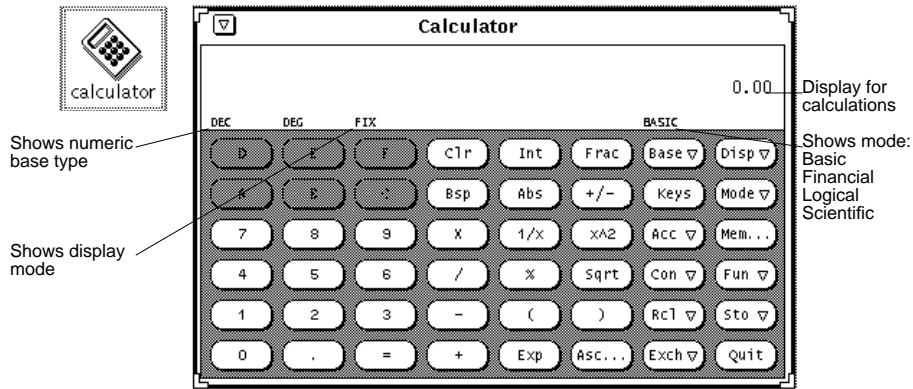 Calculator
calculator
0.00
Display for
calculations
DEC DEG FIX BASIC
Shows numeric
base type
Shows mode:
Basic
Financial
Logical
Scientific
D E F Clr Int Frac Base Disp
A B C Bsp Abs +/- Keys Mode
7 8 9 X 1/x x^2 Acc Mem...
Shows display
mode
4 5 6 / % Sqrt Con Fun
1 2 3 - ( ) Rcl Sto
0 . = + Exp Asc... Exch Quit